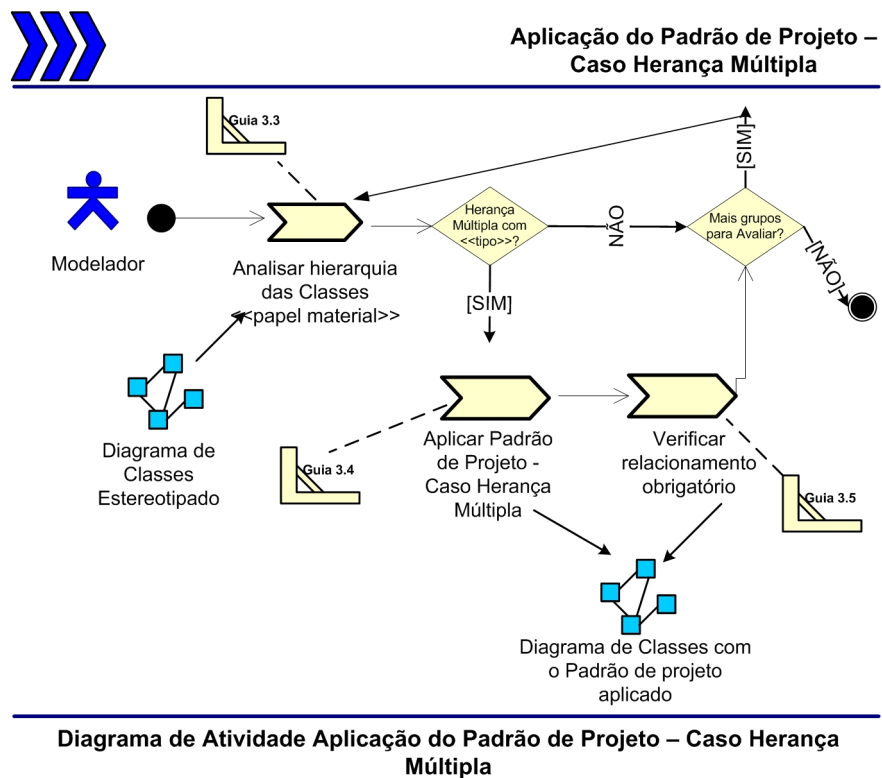 Aplicação do Padrão de Projeto –
Caso Herança Múltipla
Guia 3.3
[SIM]
Herança
Múltipla com
<<tipo>>?
NÃO
Mais grupos
para Avaliar?
[NÃO]
Modelador
Analisar hierarquia
das Classes
<<papel material>>
[SIM]
Diagrama de
Classes
Estereotipado
Guia 3.4
Aplicar Padrão
de Projeto -
Caso Herança
Múltipla
Verificar
relacionamento
obrigatório
Guia 3.5
Diagrama de Classes com
o Padrão de projeto
aplicado
Diagrama de Atividade Aplicação do Padrão de Projeto – Caso Herança
Múltipla